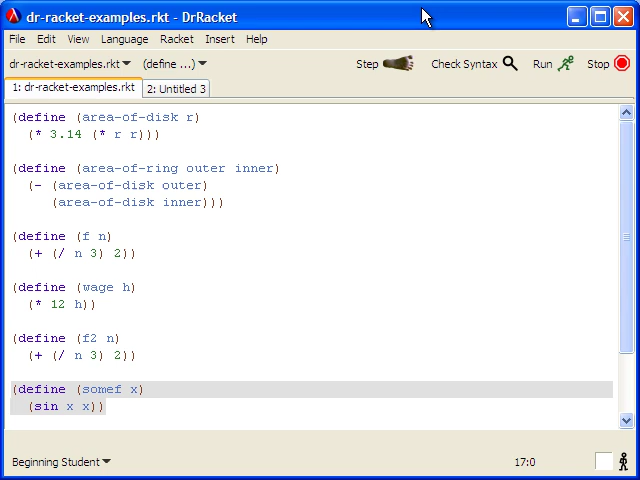 dr-racket-examples.rkt - DrRacket
File Edit View Language Racket Insert Help
dr-racket-examples.rkt (define ...) Step Check Syntax Run Stop
1: dr-racket-examples.rkt 2: Untitled 3
(define (area-of-disk r)
  (* 3.14 (* r r)))
(define (area-of-ring outer inner)
  (- (area-of-disk outer)
     (area-of-disk inner)))
(define (f n)
  (+ (/ n 3) 2))
(define (wage h)
  (* 12 h))
(define (f2 n)
  (+ (/ n 3) 2))
(define (somef x)
  (sin x x))
Beginning Student 17:0